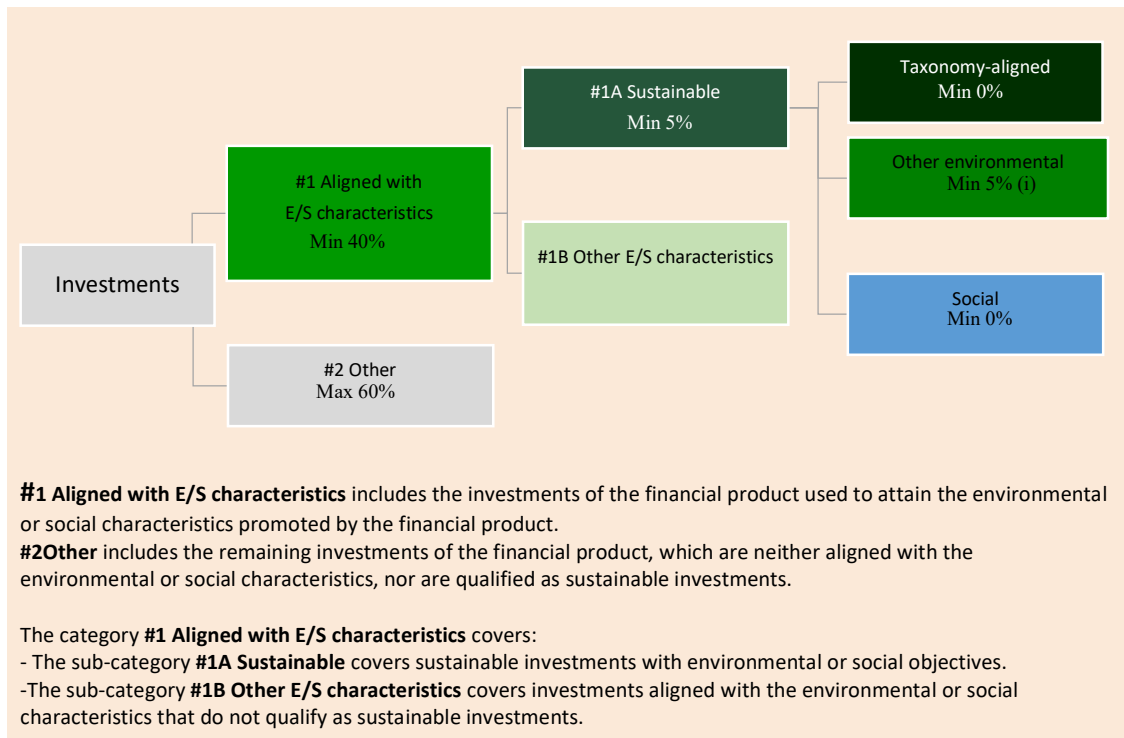 Taxonomy-aligned
Min 0%
#1A Sustainable
Min 5%
Other environmental
Min 5% (i)
#1 Aligned with
E/S characteristics
Min 40%
#1B Other E/S characteristics
Investments
Social
Min 0%
#2 Other
Max 60%
#1 Aligned with E/S characteristics includes the investments of the financial product used to attain the environmental
or social characteristics promoted by the financial product.
#2Other includes the remaining investments of the financial product, which are neither aligned with the
environmental or social characteristics, nor are qualified as sustainable investments.
The category #1 Aligned with E/S characteristics covers:
- The sub-category #1A Sustainable covers sustainable investments with environmental or social objectives.
-The sub-category #1B Other E/S characteristics covers investments aligned with the environmental or social
characteristics that do not qualify as sustainable investments.